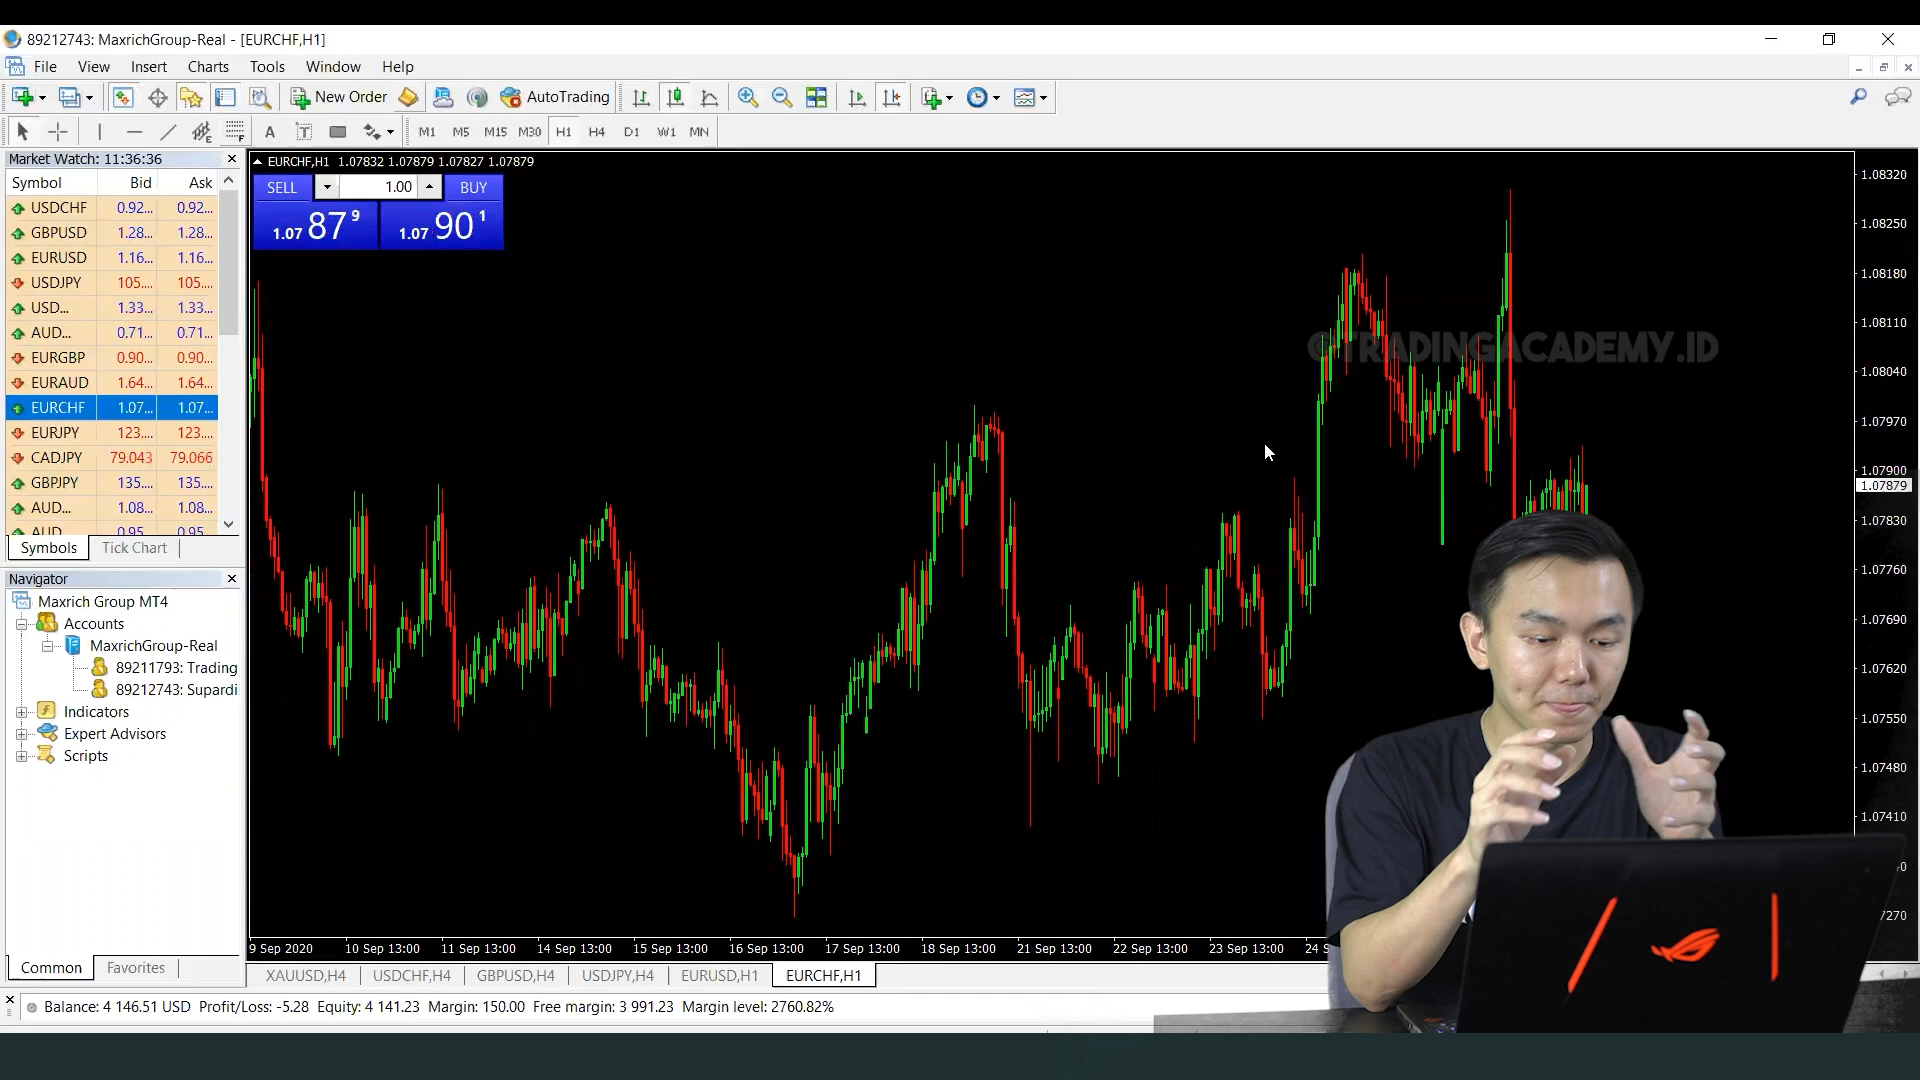 89212743: MaxrichGroup-Real - [EURCHF,H1]
File View Insert Charts Tools Window Help
New Order AutoTrading
A T M1 M5 M15 M30 H1 H4 D1 W1 MN
Market Watch: 11:36:36
Symbol Bid Ask
USDCHF 0.92... 0.92...
GBPUSD 1.28... 1.28...
EURUSD 1.16... 1.16...
USDJPY 105.... 105....
USD... 1.33... 1.33...
AUD... 0.71... 0.71...
EURGBP 0.90... 0.90...
EURAUD 1.64... 1.64...
EURCHF 1.07... 1.07...
EURJPY 123.... 123....
CADJPY 79.043 79.066
GBPJPY 135.... 135....
AUD... 1.08... 1.08...
AUD... 0.95... 0.95...
Symbols Tick Chart
Navigator
Maxrich Group MT4
Accounts
MaxrichGroup-Real
89211793: Trading
89212743: Supardi
Indicators
Expert Advisors
Scripts
Common Favorites
EURCHF,H1 1.07832 1.07879 1.07827 1.07879
SELL 1.00 BUY
1.07 87 9 1.07 90 1
@TRADINGACADEMY.ID
1.08320
1.08250
1.08180
1.08110
1.08040
1.07970
1.07900
1.07879
1.07830
1.07760
1.07690
1.07620
1.07550
1.07480
1.07410
0
7270
9 Sep 2020 10 Sep 13:00 11 Sep 13:00 14 Sep 13:00 15 Sep 13:00 16 Sep 13:00 17 Sep 13:00 18 Sep 13:00 21 Sep 13:00 22 Sep 13:00 23 Sep 13:00 24 S
XAUUSD,H4 USDCHF,H4 GBPUSD,H4 USDJPY,H4 EURUSD,H1 EURCHF,H1
Balance: 4 146.51 USD Profit/Loss: -5.28 Equity: 4 141.23 Margin: 150.00 Free margin: 3 991.23 Margin level: 2760.82%